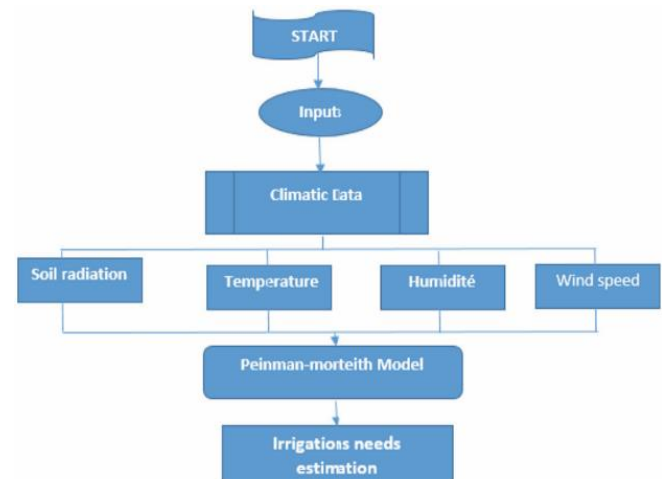 START
Inputs
Climatic Data
Soil radiation
Temperature
Humidité
Wind speed
Peinman-morteith Model
Irrigations needs
estimation